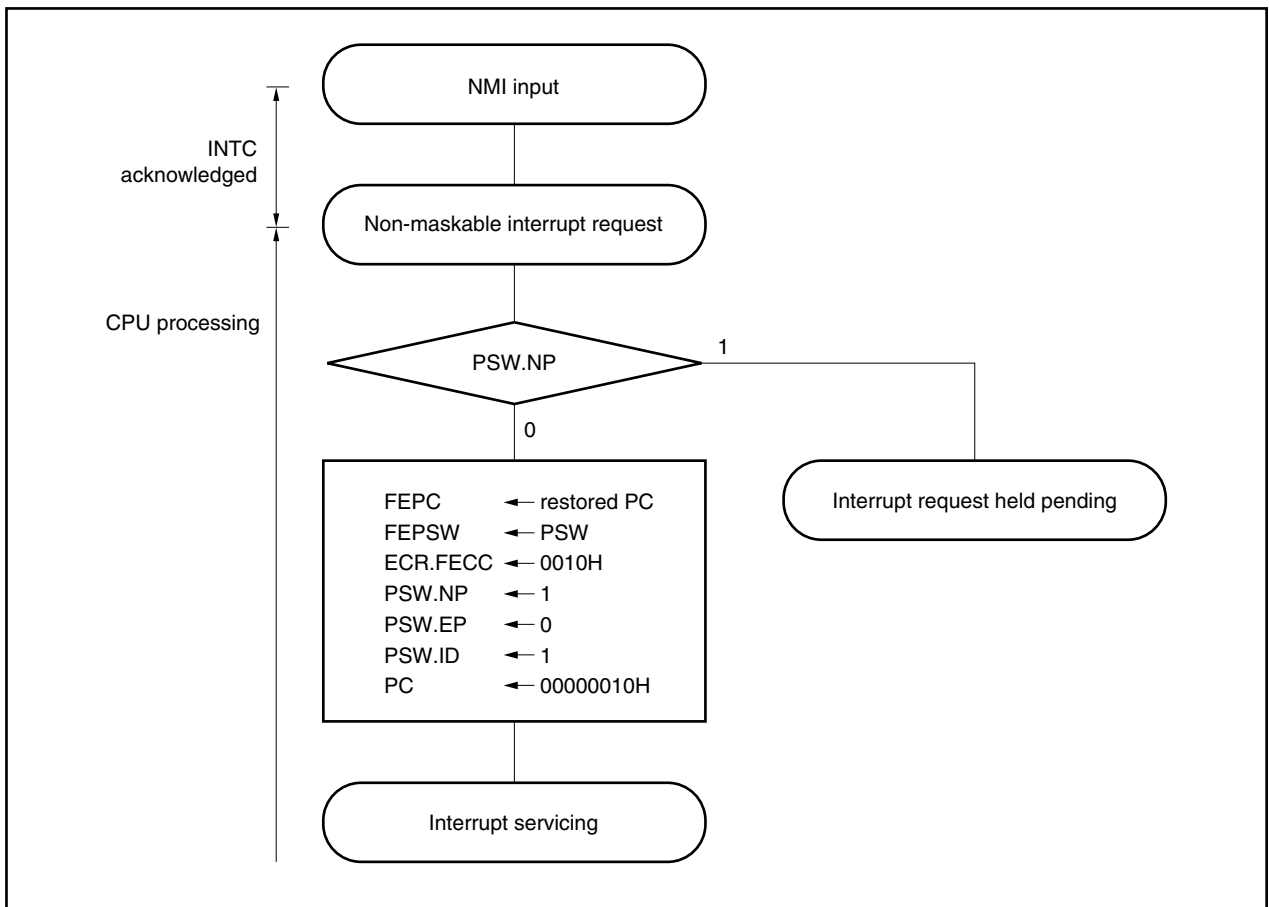 NMI input
INTC
acknowledged
Non-maskable interrupt request
CPU processing
PSW.NP
1
0
FEPC ← restored PC
FEPSW ← PSW
ECR.FECC ← 0010H
PSW.NP ← 1
PSW.EP ← 0
PSW.ID ← 1
PC ← 00000010H
Interrupt request held pending
Interrupt servicing